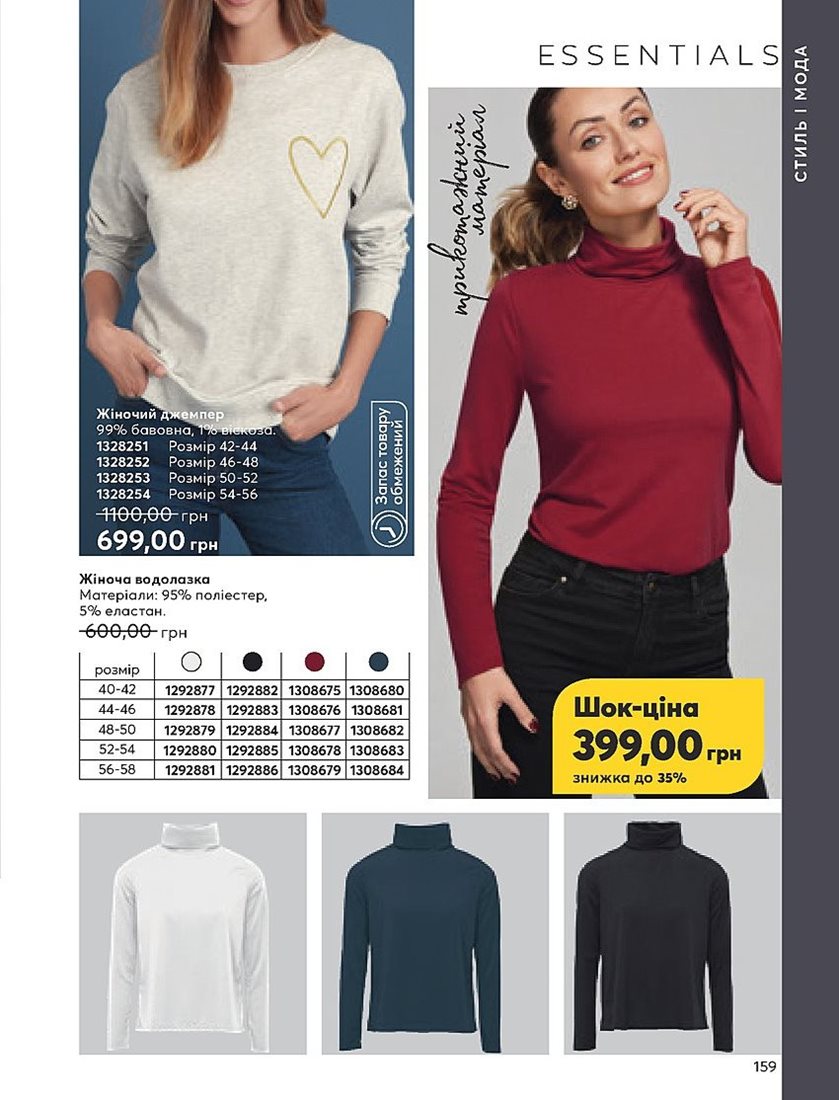 ESSENTIALS
СТИЛЬ І МОДА
трикотажний
матеріал
Жіночий джемпер
99% бавовна, 1% віскоза.
1328251 Розмір 42-44
1328252 Розмір 46-48
1328253 Розмір 50-52
1328254 Розмір 54-56
1100,00 грн
699,00 грн
Запас товару
обмежений
Жіноча водолазка
Матеріали: 95% поліестер,
5% еластан.
600,00 грн
розмір
40-42 1292877 1292882 1308675 1308680
44-46 1292878 1292883 1308676 1308681
48-50 1292879 1292884 1308677 1308682
52-54 1292880 1292885 1308678 1308683
56-58 1292881 1292886 1308679 1308684
Шок-ціна
399,00 грн
знижка до 35%
159